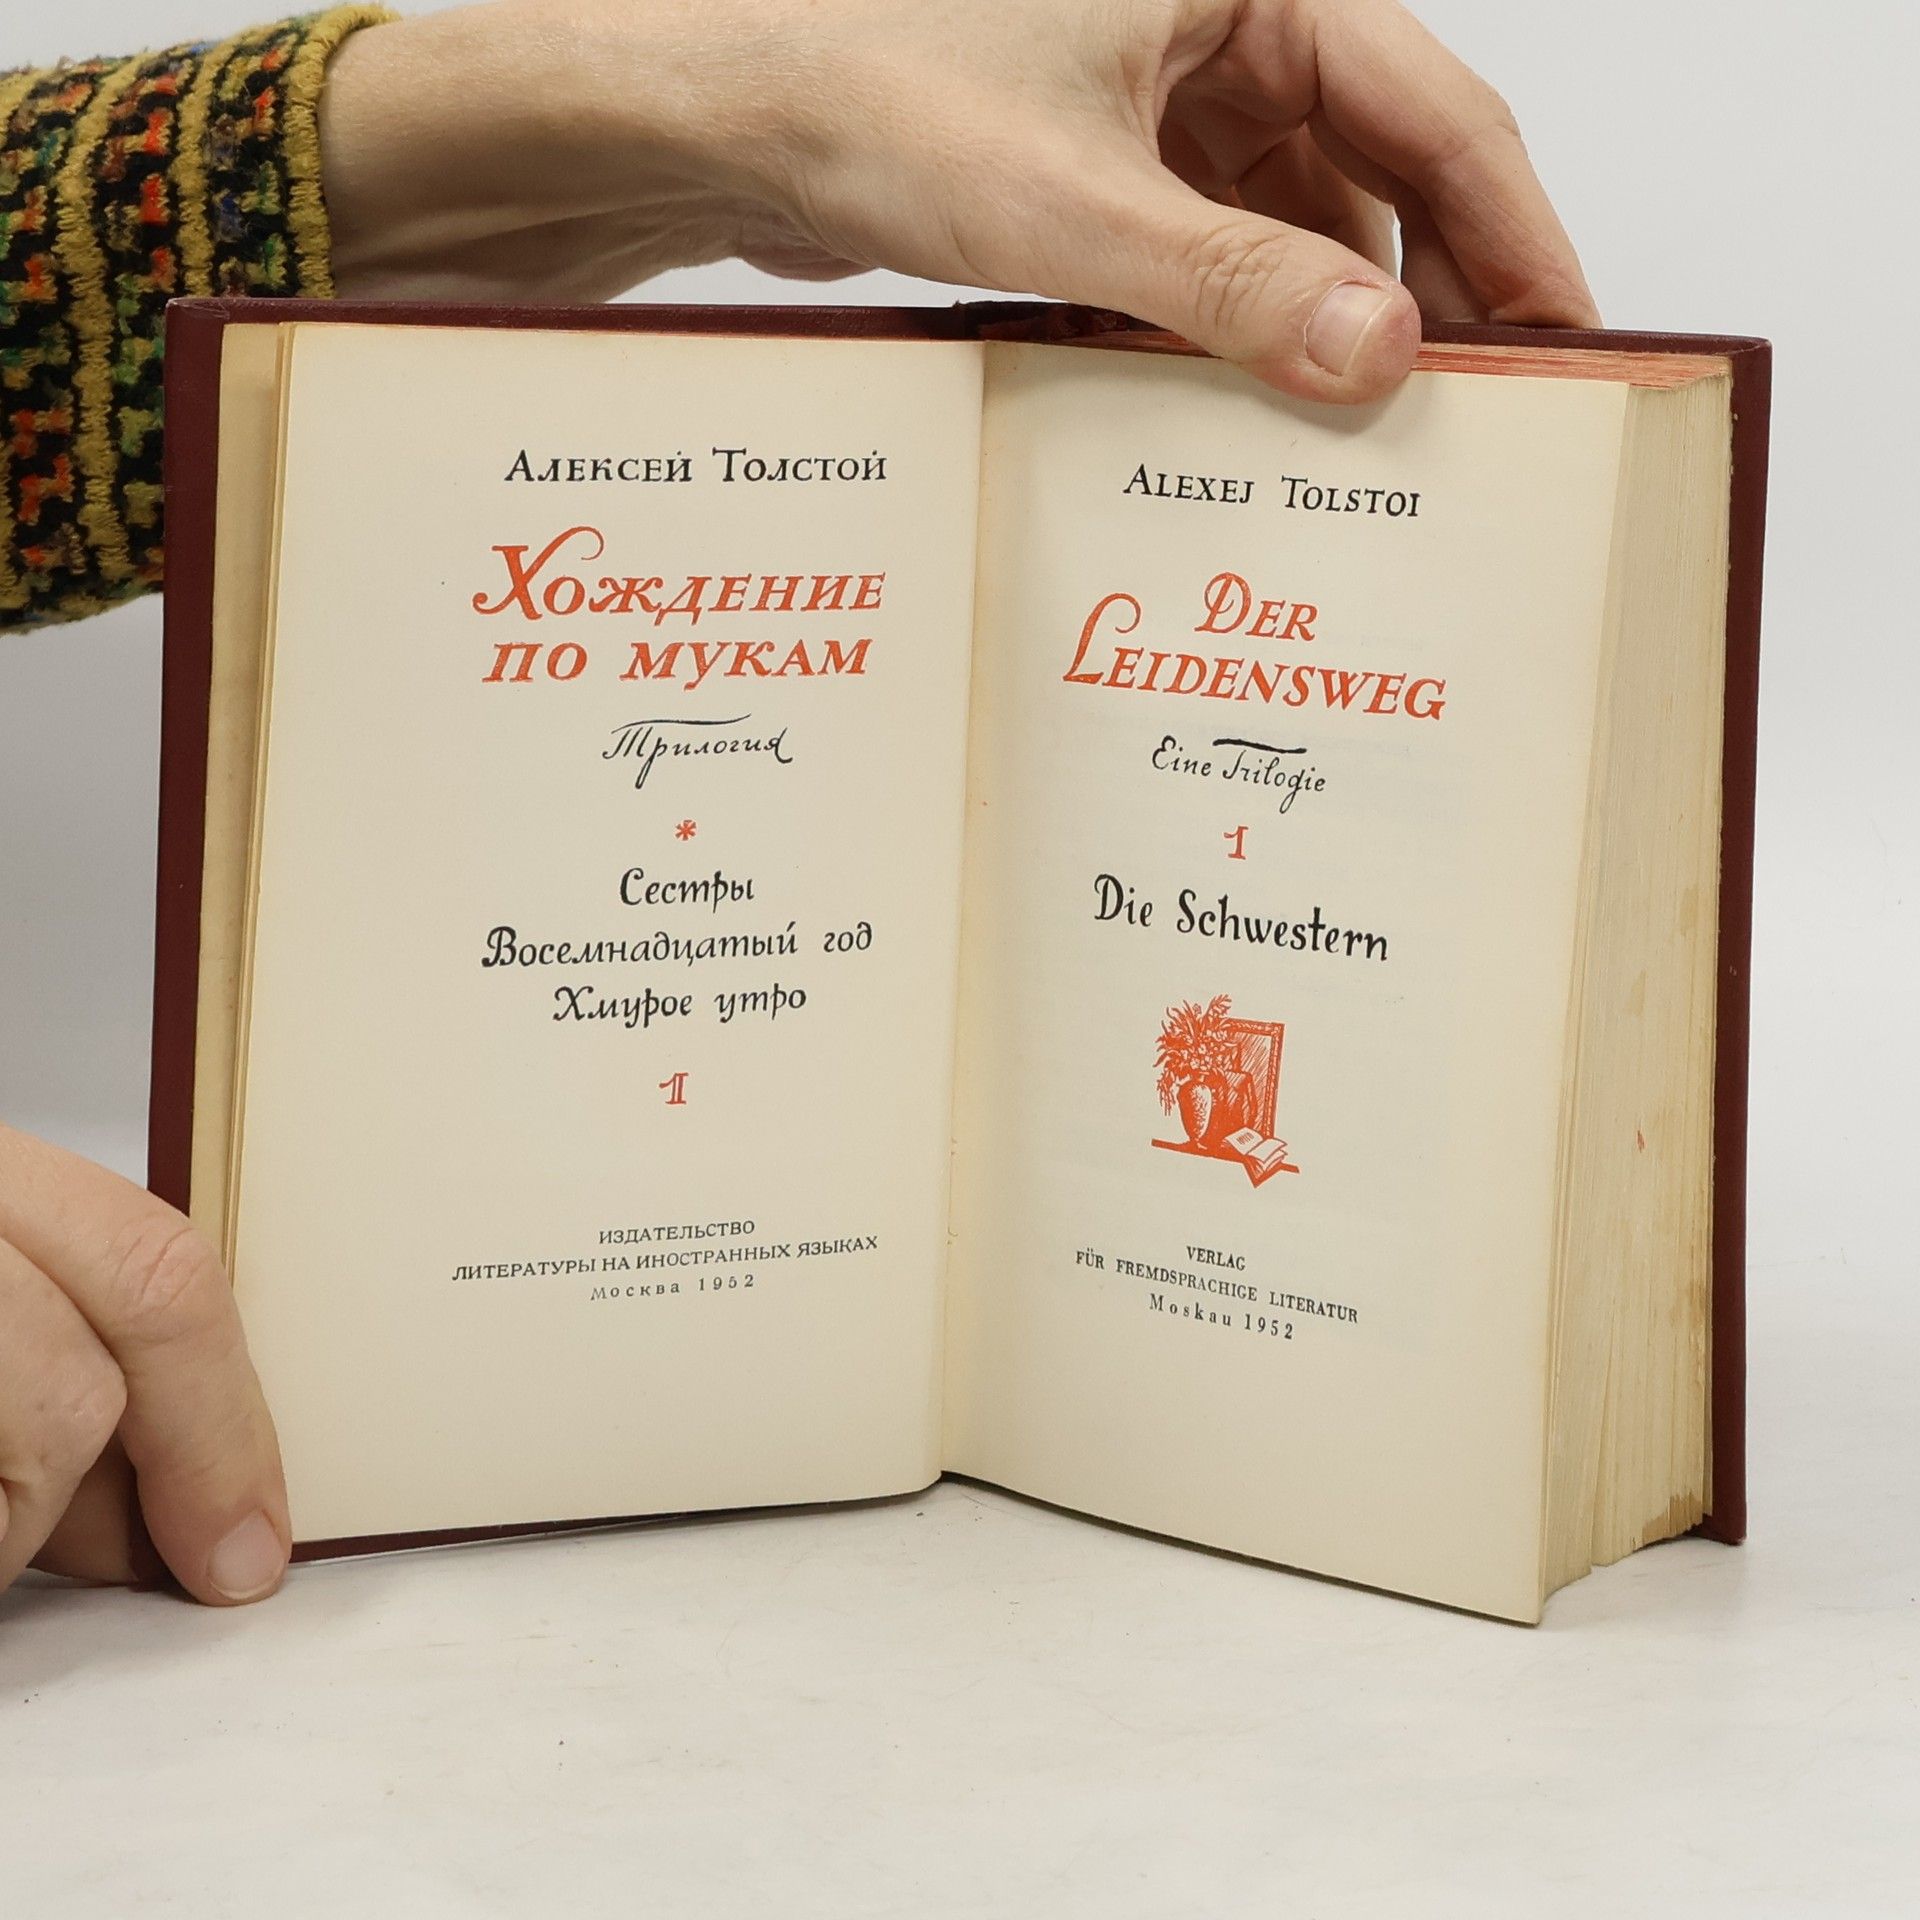 АЛЕКСЕЙ ТОЛСТОЙ
ХОЖДЕНИЕ
ПО МУКАМ
Трилогия
*
Сестры
Восемнадцатый год
Хмурое утро
1
ИЗДАТЕЛЬСТВО
ЛИТЕРАТУРЫ НА ИНОСТРАННЫХ ЯЗЫКАХ
Москва 1952
ALEXEJ TOLSTOI
DER
LEIDENSWEG
Eine Trilogie
1
Die Schwestern
VERLAG
FÜR FREMDSPRACHIGE LITERATUR
Moskau 1952